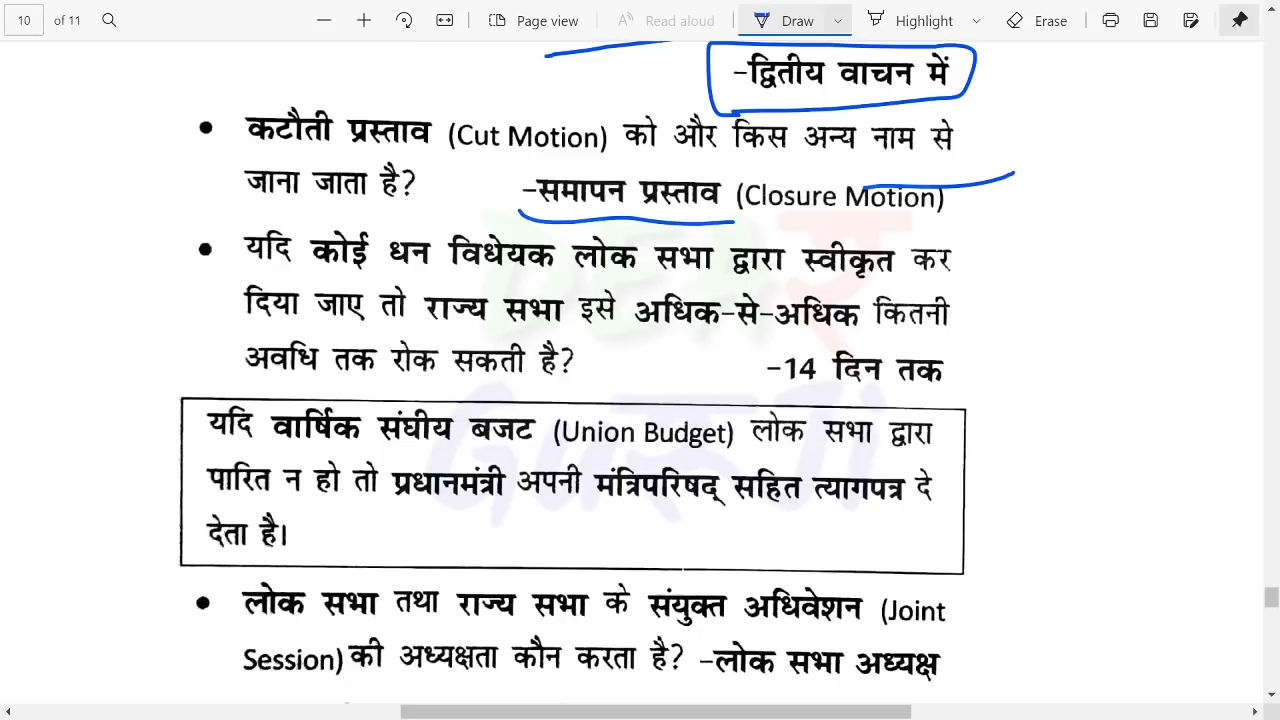 10 of 11 Page view Read aloud Draw Highlight Erase
-द्वितीय वाचन में
• कटौती प्रस्ताव (Cut Motion) को और किस अन्य नाम से
जाना जाता है? -समापन प्रस्ताव (Closure Motion)
• यदि कोई धन विधेयक लोक सभा द्वारा स्वीकृत कर
दिया जाए तो राज्य सभा इसे अधिक-से-अधिक कितनी
अवधि तक रोक सकती है? -14 दिन तक
यदि वार्षिक संघीय बजट (Union Budget) लोक सभा द्वारा
पारित न हो तो प्रधानमंत्री अपनी मंत्रिपरिषद् सहित त्यागपत्र दे
देता है।
• लोक सभा तथा राज्य सभा के संयुक्त अधिवेशन (Joint
Session) की अध्यक्षता कौन करता है? -लोक सभा अध्यक्ष